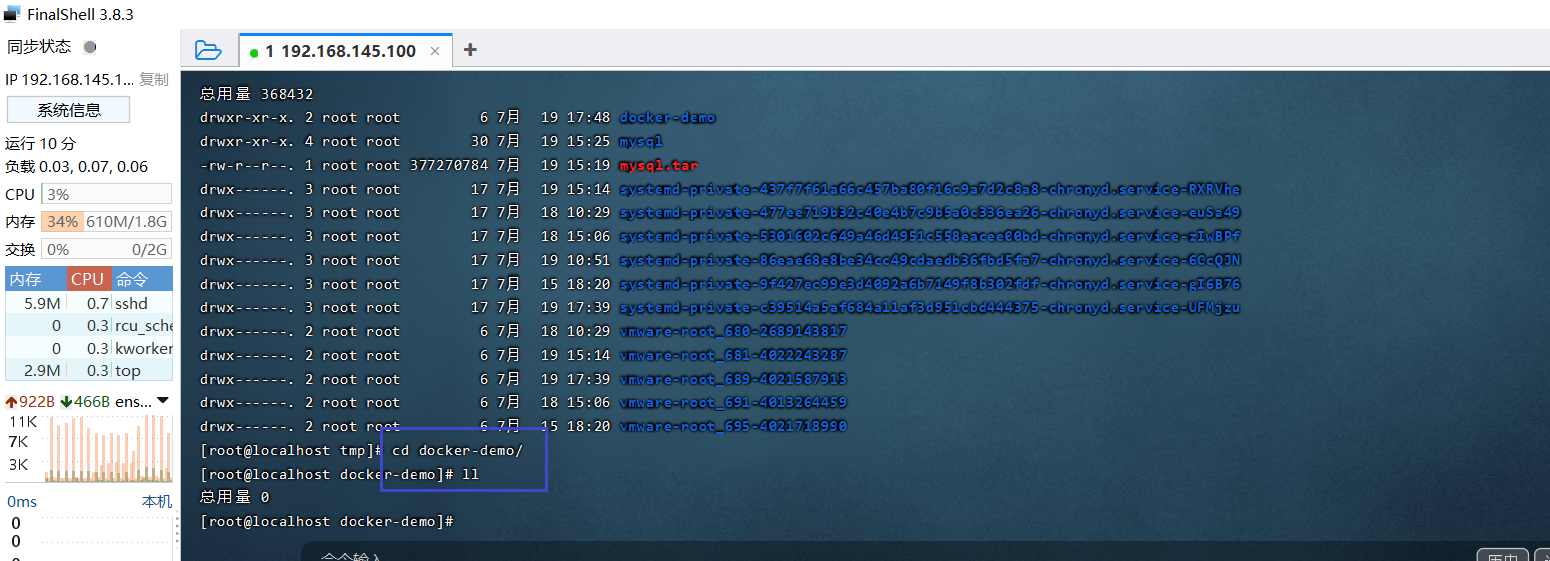 FinalShell 3.8.3
同步状态
IP 192.168.145.1... 复制
系统信息
运行 10 分
负载 0.03, 0.07, 0.06
CPU 3%
内存 34% 610M/1.8G
交换 0% 0/2G
内存 CPU 命令
5.9M 0.7 sshd
0 0.3 rcu_sche
0 0.3 kworker
2.9M 0.3 top
922B 466B ens...
11K
7K
3K
0ms 本机
0
0
1 192.168.145.100 × +
总用量 368432
drwxr-xr-x. 2 root root 6 7月 19 17:48 docker-demo
drwxr-xr-x. 4 root root 30 7月 19 15:25 mysql
-rw-r--r--. 1 root root 377270784 7月 19 15:19 mysql.tar
drwx------. 3 root root 17 7月 19 15:14 systemd-private-437f7f61a66c457ba80f16c9a7d2c8a8-chronyd.service-RXRVhe
drwx------. 3 root root 17 7月 18 10:29 systemd-private-477ee719b32c40e4b7c9b5a0c336ea26-chronyd.service-euSa49
drwx------. 3 root root 17 7月 18 15:06 systemd-private-5301602c649a46d4951c558eacee00bd-chronyd.service-zIwBPf
drwx------. 3 root root 17 7月 19 10:51 systemd-private-86eae68e8be34cc49cdaedb36fbd5fa7-chronyd.service-6CcQJN
drwx------. 3 root root 17 7月 15 18:20 systemd-private-9f427ec99e3d4092a6b7149f8b302fdf-chronyd.service-gI6B76
drwx------. 3 root root 17 7月 19 17:39 systemd-private-c39514a5af684a11af3d951cbd444375-chronyd.service-UFMjzu
drwx------. 2 root root 6 7月 18 10:29 vmware-root_680-2689143817
drwx------. 2 root root 6 7月 19 15:14 vmware-root_681-4022243287
drwx------. 2 root root 6 7月 19 17:39 vmware-root_689-4021587913
drwx------. 2 root root 6 7月 18 15:06 vmware-root_691-4013264459
drwx------. 2 root root 6 7月 15 18:20 vmware-root_695-4021718990
[root@localhost tmp]# cd docker-demo/
[root@localhost docker-demo]# ll
总用量 0
[root@localhost docker-demo]#
命令输入
历史